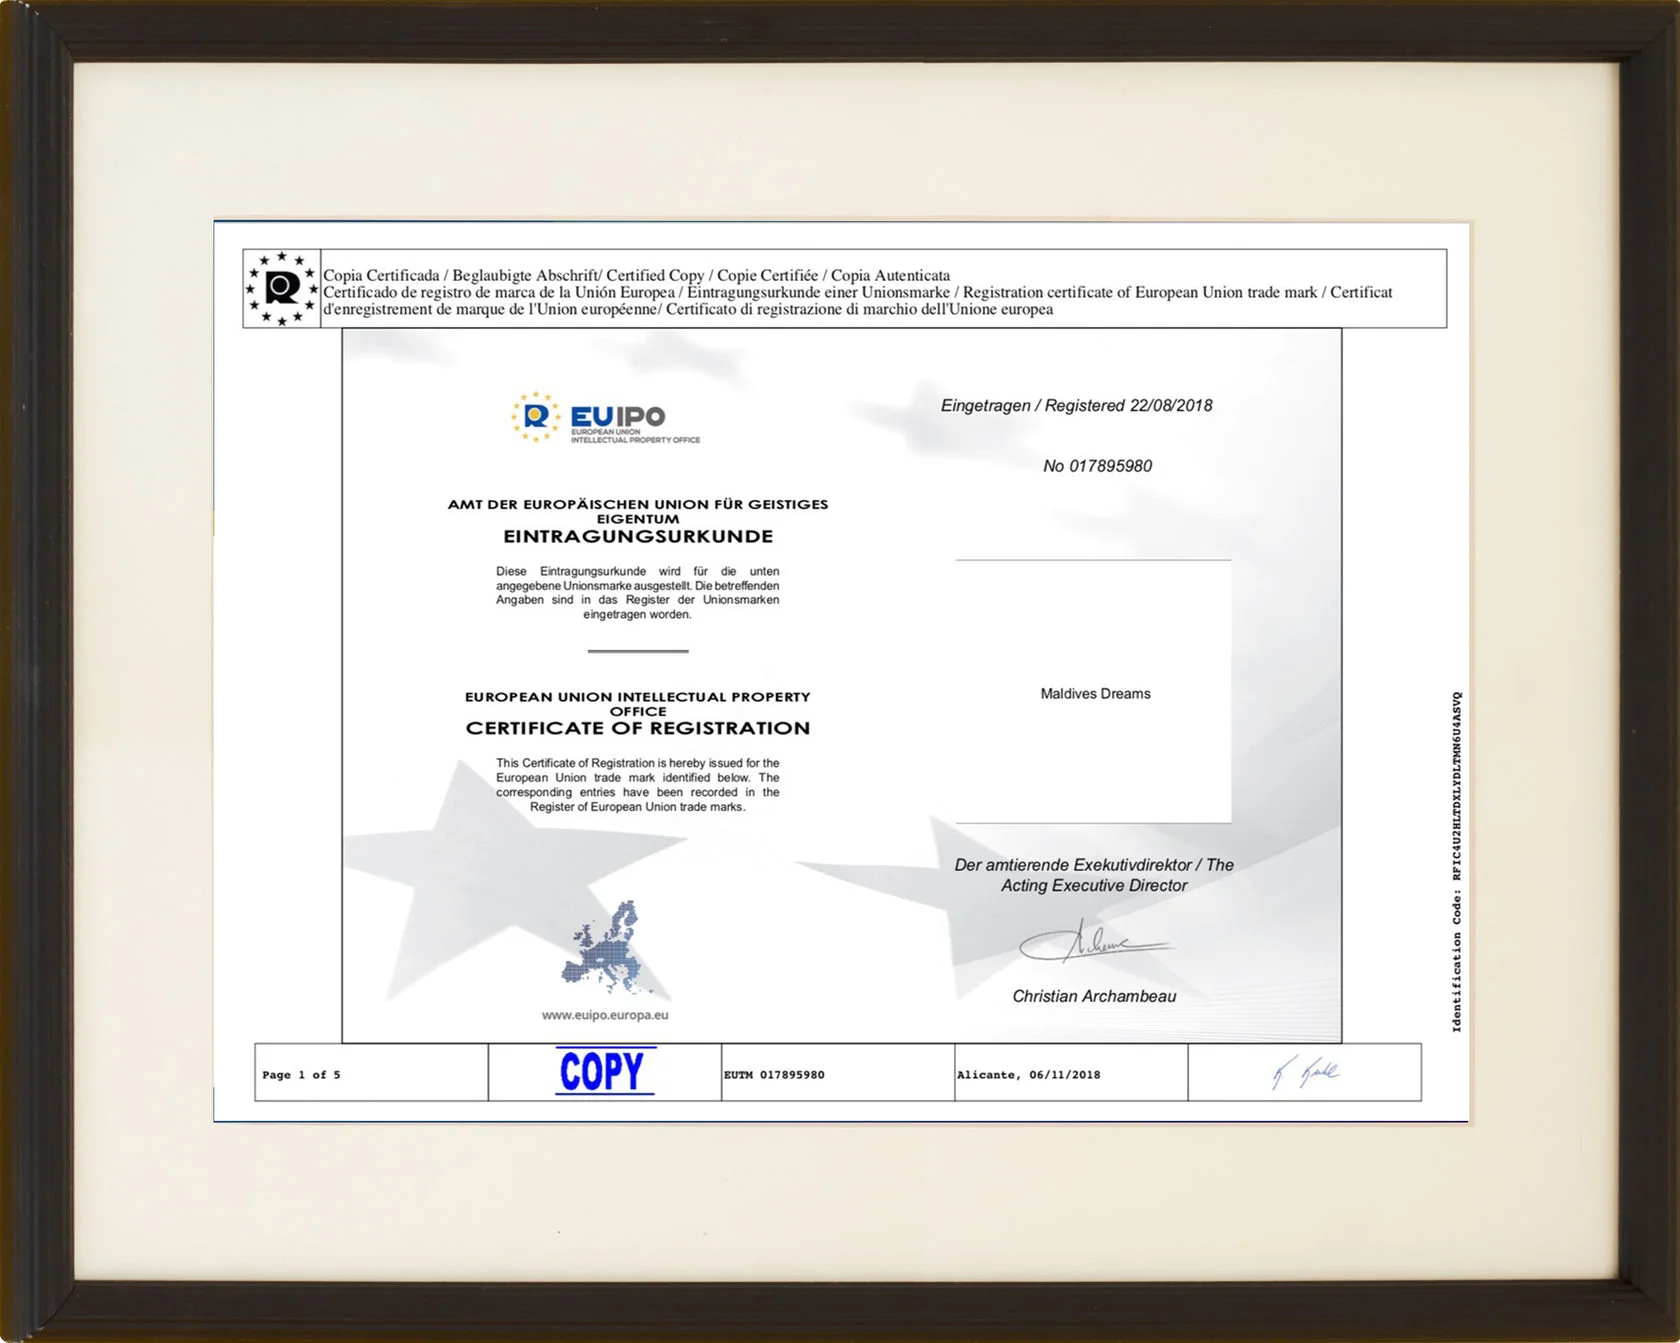 Copia Certificada / Beglaubigte Abschrift/ Certified Copy / Copie Certifiée / Copia Autenticata
Certificado de registro de marca de la Unión Europea / Eintragungsurkunde einer Unionsmarke / Registration certificate of European Union trade mark / Certificat
d'enregistrement de marque de l'Union européenne/ Certificato di registrazione di marchio dell'Unione europea
R
R EUIPO
EUROPEAN UNION
INTELLECTUAL PROPERTY OFFICE
AMT DER EUROPÄISCHEN UNION FÜR GEISTIGES
EIGENTUM
EINTRAGUNGSURKUNDE
Diese Eintragungsurkunde wird für die unten
angegebene Unionsmarke ausgestellt. Die betreffenden
Angaben sind in das Register der Unionsmarken
eingetragen worden.
EUROPEAN UNION INTELLECTUAL PROPERTY
OFFICE
CERTIFICATE OF REGISTRATION
This Certificate of Registration is hereby issued for the
European Union trade mark identified below. The
corresponding entries have been recorded in the
Register of European Union trade marks.
www.euipo.europa.eu
Eingetragen / Registered 22/08/2018
No 017895980
Maldives Dreams
Der amtierende Exekutivdirektor / The
Acting Executive Director
Christian Archambeau
Identification Code: RFIC4U2HLTDXLYDLTMN6U4ASVQ
Page 1 of 5
COPY
EUTM 017895980
Alicante, 06/11/2018